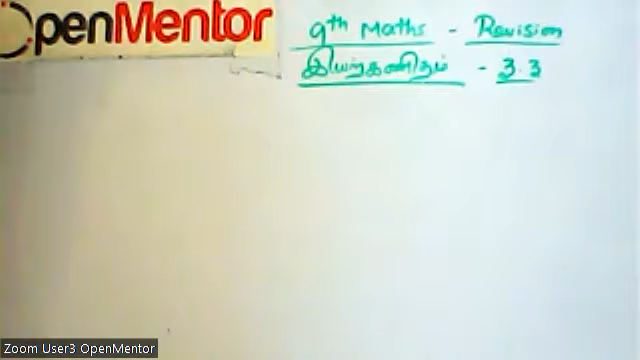 OpenMentor
9th Maths - Revision
இயற்கணிதம் - 3.3
Zoom User3 OpenMentor